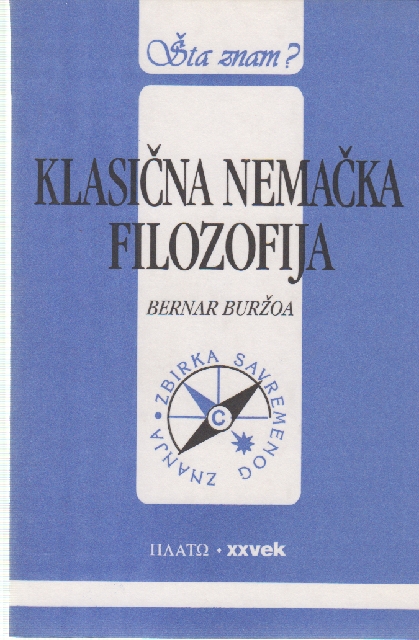 Šta znam?
KLASIČNA NEMAČKA
FILOZOFIJA
BERNAR BURŽOA
ZBIRKA SAVREMENOG ZNANJA •
C
ΠΛΑΤΩ • XXvek